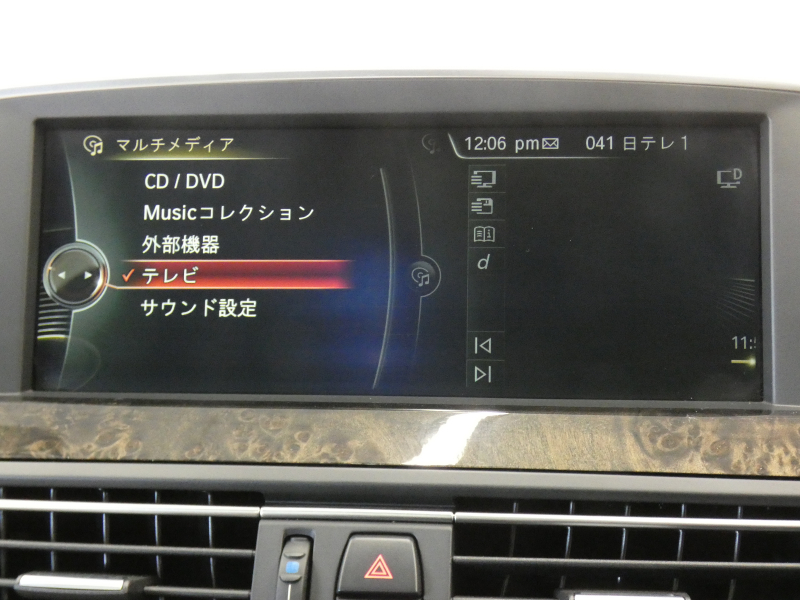 マルチメディア
12:06 pm 041 日テレ1
CD / DVD
Musicコレクション
外部機器
テレビ
サウンド設定
D
d